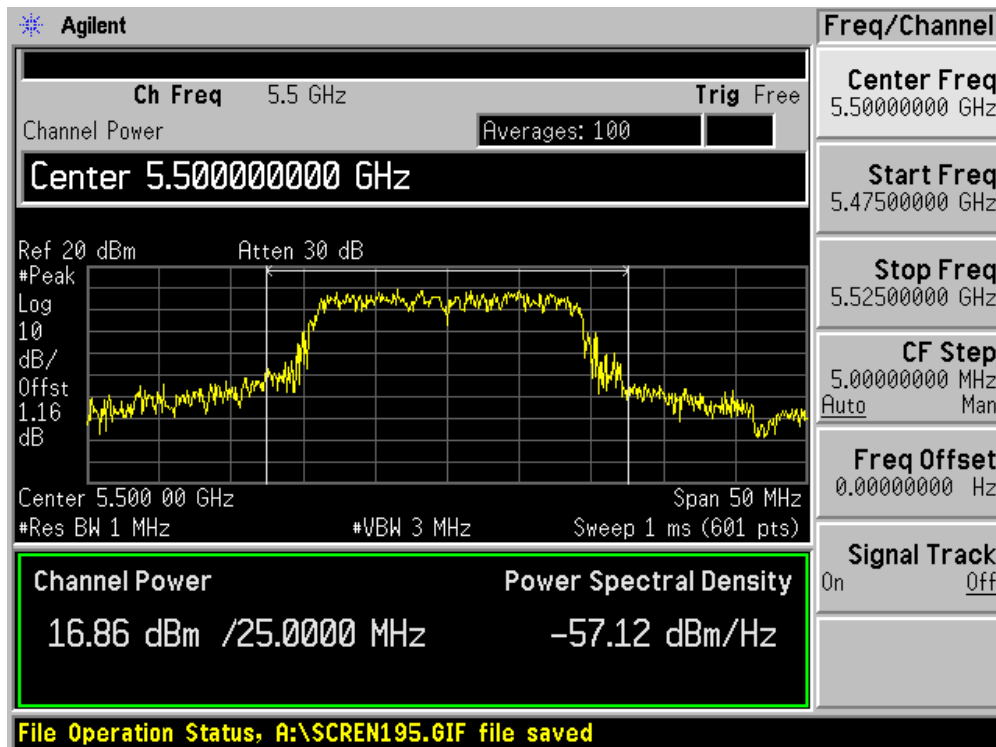 Agilent
Freq/Channel
Ch Freq 5.5 GHz Trig Free
Channel Power Averages: 100
Center 5.500000000 GHz
Ref 20 dBm Atten 30 dB
#Peak
Log
10
dB/
Offst
1.16
dB
Center 5.500 00 GHz Span 50 MHz
#Res BW 1 MHz #VBW 3 MHz Sweep 1 ms (601 pts)
Channel Power Power Spectral Density
16.86 dBm /25.0000 MHz -57.12 dBm/Hz
File Operation Status, A:\SCREN195.GIF file saved
Center Freq
5.50000000 GHz
Start Freq
5.47500000 GHz
Stop Freq
5.52500000 GHz
CF Step
5.00000000 MHz
Auto Man
Freq Offset
0.00000000 Hz
Signal Track
On Off